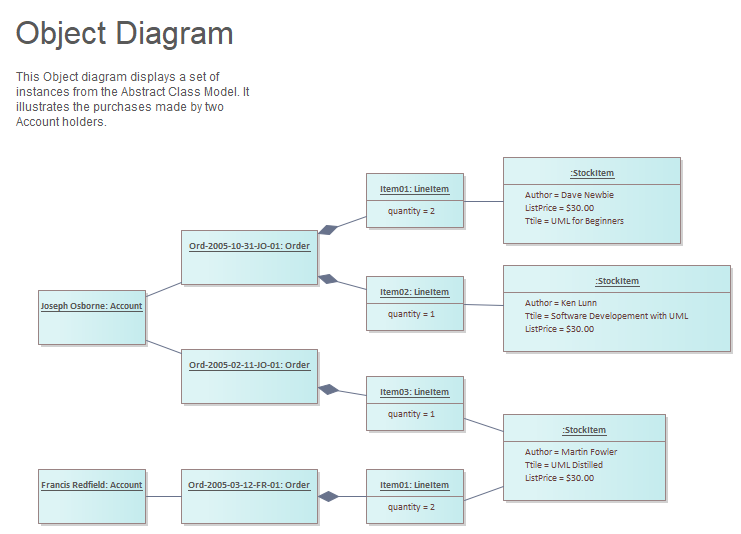 Object Diagram
This Object diagram displays a set of
instances from the Abstract Class Model. It
illustrates the purchases made by two
Account holders.
:StockItem
Author = Dave Newbie
ListPrice = $30.00
Ttile = UML for Beginners
Item01: LineItem
quantity = 2
Ord-2005-10-31-JO-01: Order
:StockItem
Author = Ken Lunn
Ttile = Software Developement with UML
ListPrice = $30.00
Item02: LineItem
quantity = 1
Joseph Osborne: Account
Ord-2005-02-11-JO-01: Order
Item03: LineItem
quantity = 1
:StockItem
Author = Martin Fowler
Ttile = UML Distilled
ListPrice = $30.00
Francis Redfield: Account
Ord-2005-03-12-FR-01: Order
Item01: LineItem
quantity = 2